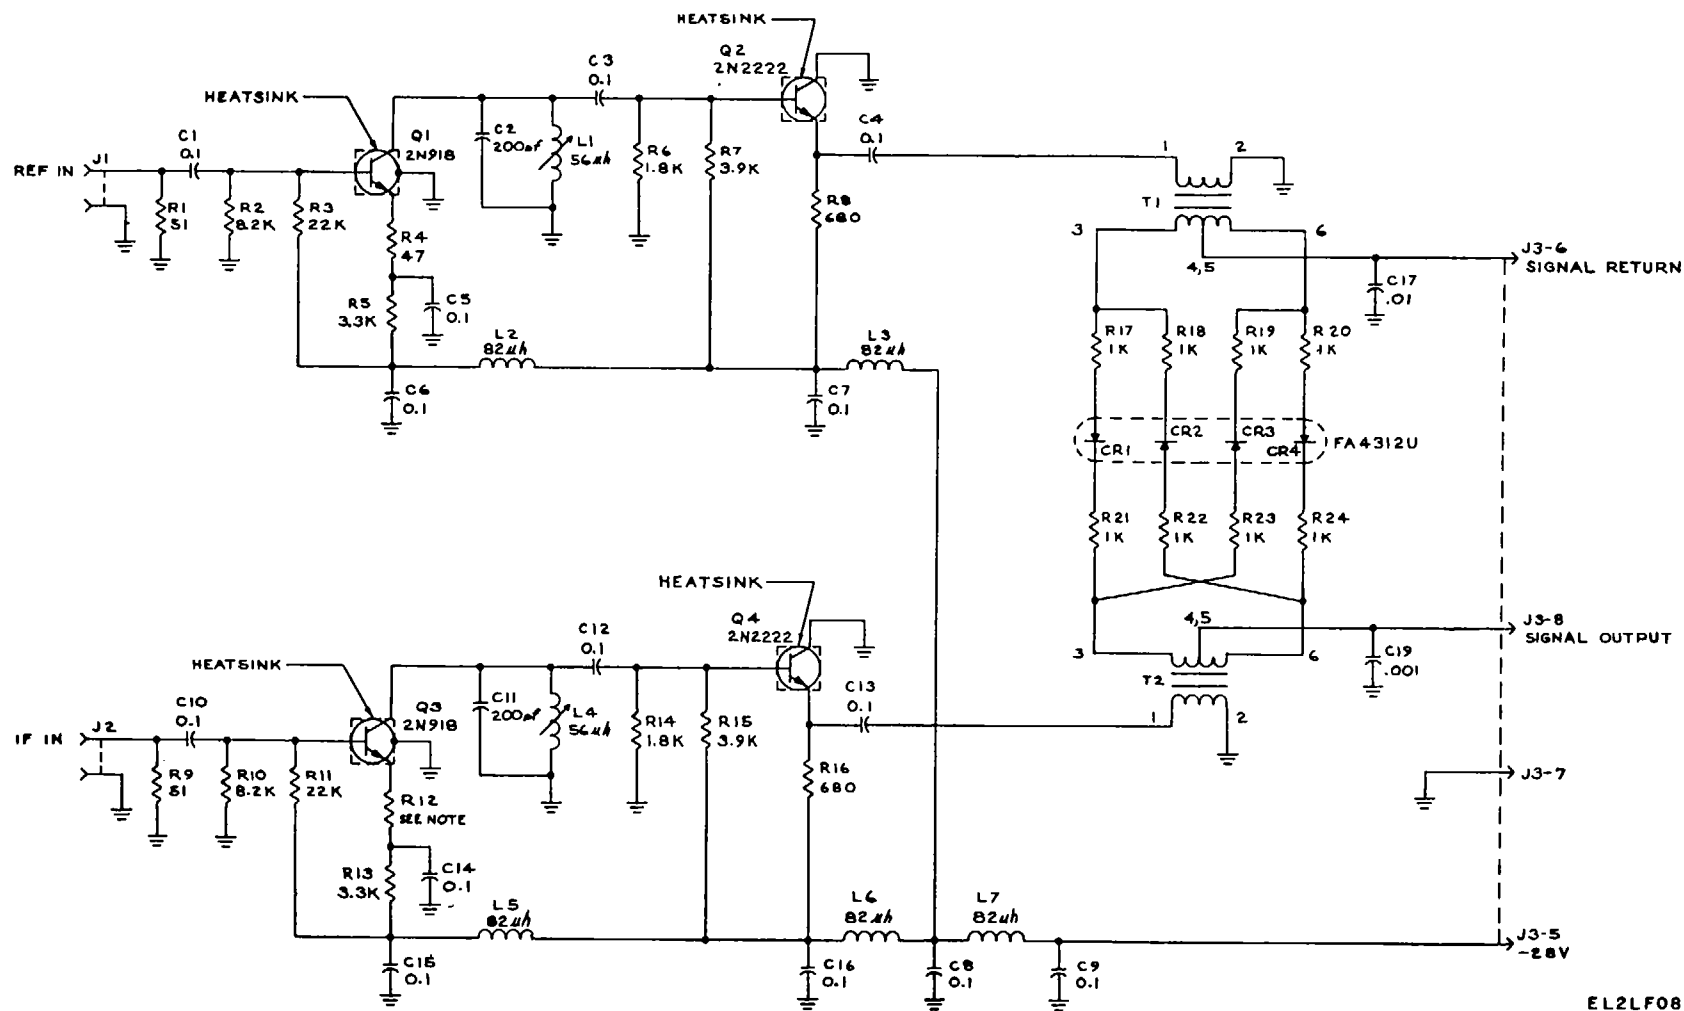 HEATSINK
Q2
2N2222
C3
0.1
HEATSINK
Q1
2N918
C2
200pf
L1
56uh
R6
1.8K
R7
3.9K
C4
0.1
1
2
REF IN
J1
C1
0.1
R1
51
R2
8.2K
R3
22K
R4
47
R8
680
T1
3
6
4,5
J3-6
SIGNAL RETURN
C17
.01
R5
3.3K
C5
0.1
L2
82uh
L3
82uh
R17
1K
R18
1K
R19
1K
R20
1K
C6
0.1
C7
0.1
CR1
CR2
CR3
CR4
FA4312U
R21
1K
R22
1K
R23
1K
R24
1K
HEATSINK
Q4
2N2222
C12
0.1
4,5
J3-8
SIGNAL OUTPUT
3
6
C19
.001
T2
HEATSINK
Q3
2N918
C11
200pf
L4
56uh
R14
1.8K
R15
3.9K
C13
0.1
1
2
IF IN
J2
C10
0.1
R9
51
R10
8.2K
R11
22K
R12
SEE NOTE
R16
680
J3-7
R13
3.3K
C14
0.1
L5
82uh
L6
82uh
L7
82uh
J3-5
-28V
C15
0.1
C16
0.1
C8
0.1
C9
0.1
EL2LF08